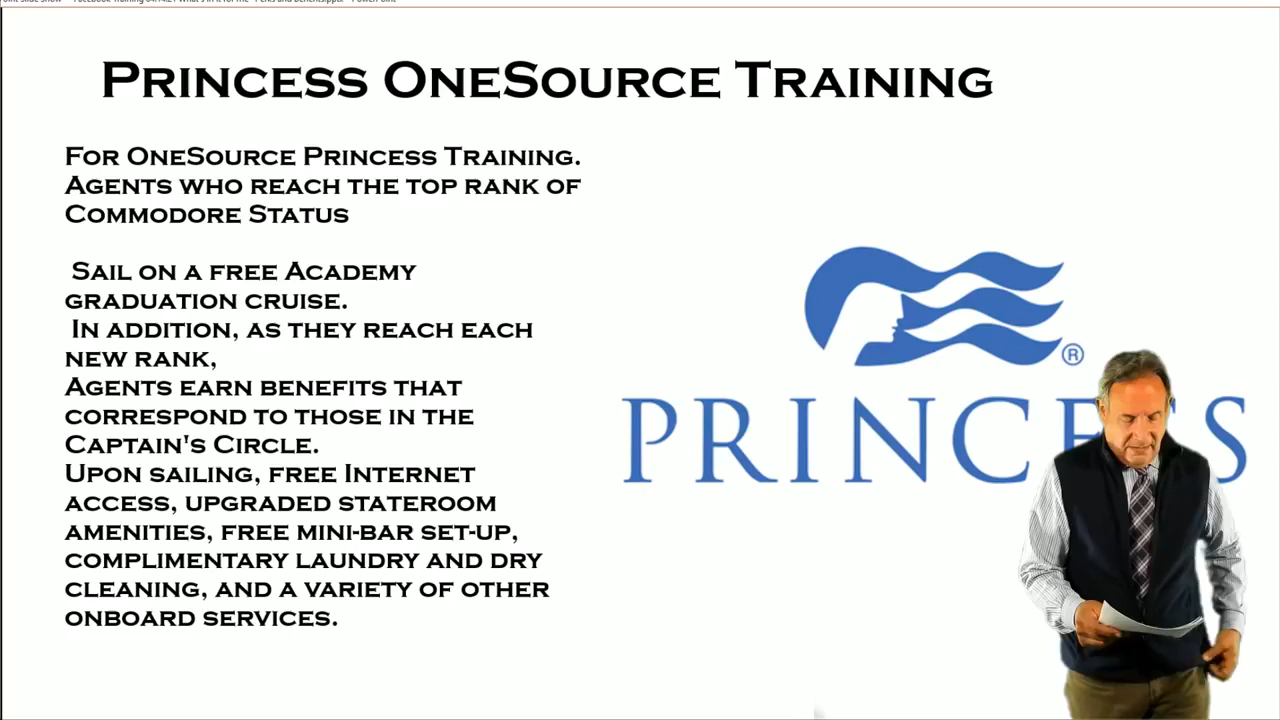 Princess OneSource Training
For OneSource Princess Training.
Agents who reach the top rank of
Commodore Status
Sail on a free Academy
graduation cruise.
In addition, as they reach each
new rank,
Agents earn benefits that
correspond to those in the
Captain's Circle.
Upon sailing, free Internet
access, upgraded stateroom
amenities, free mini-bar set-up,
complimentary laundry and dry
cleaning, and a variety of other
onboard services.
®
PRINCESS